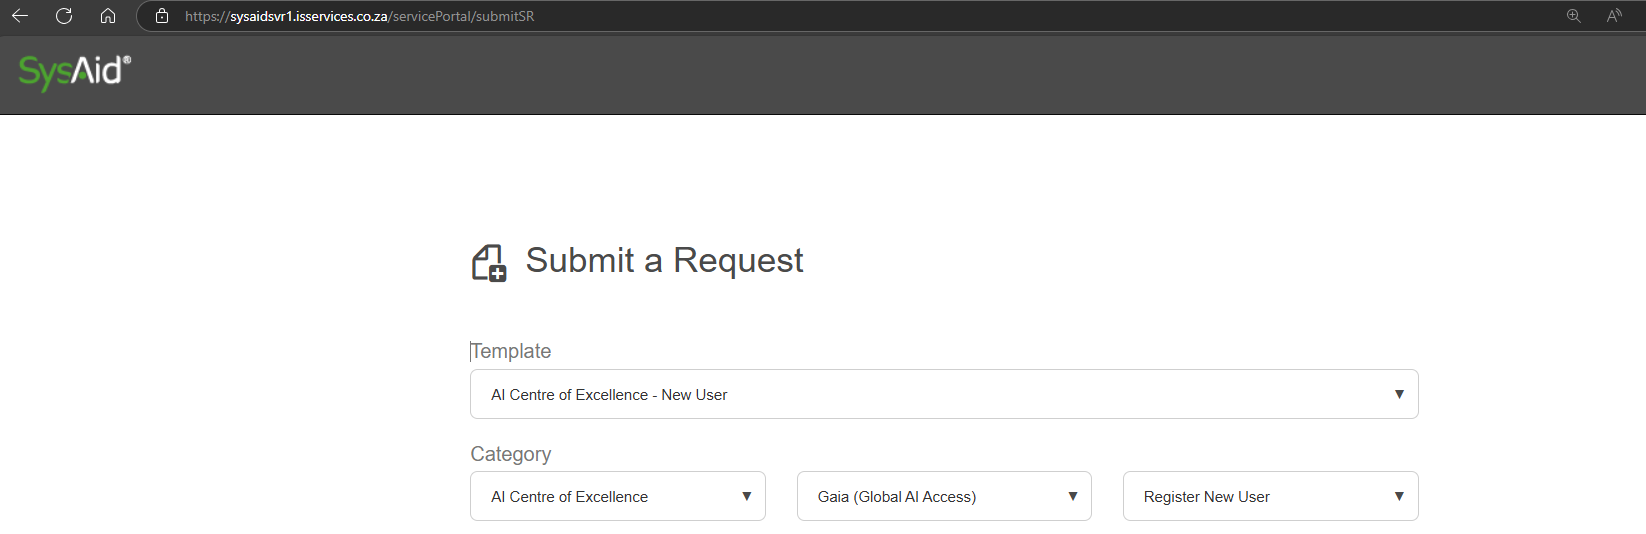 https://sysaidsvr1.isservices.co.za/servicePortal/submitSR
SysAid®
Submit a Request
Template
AI Centre of Excellence - New User
Category
AI Centre of Excellence
Gaia (Global AI Access)
Register New User